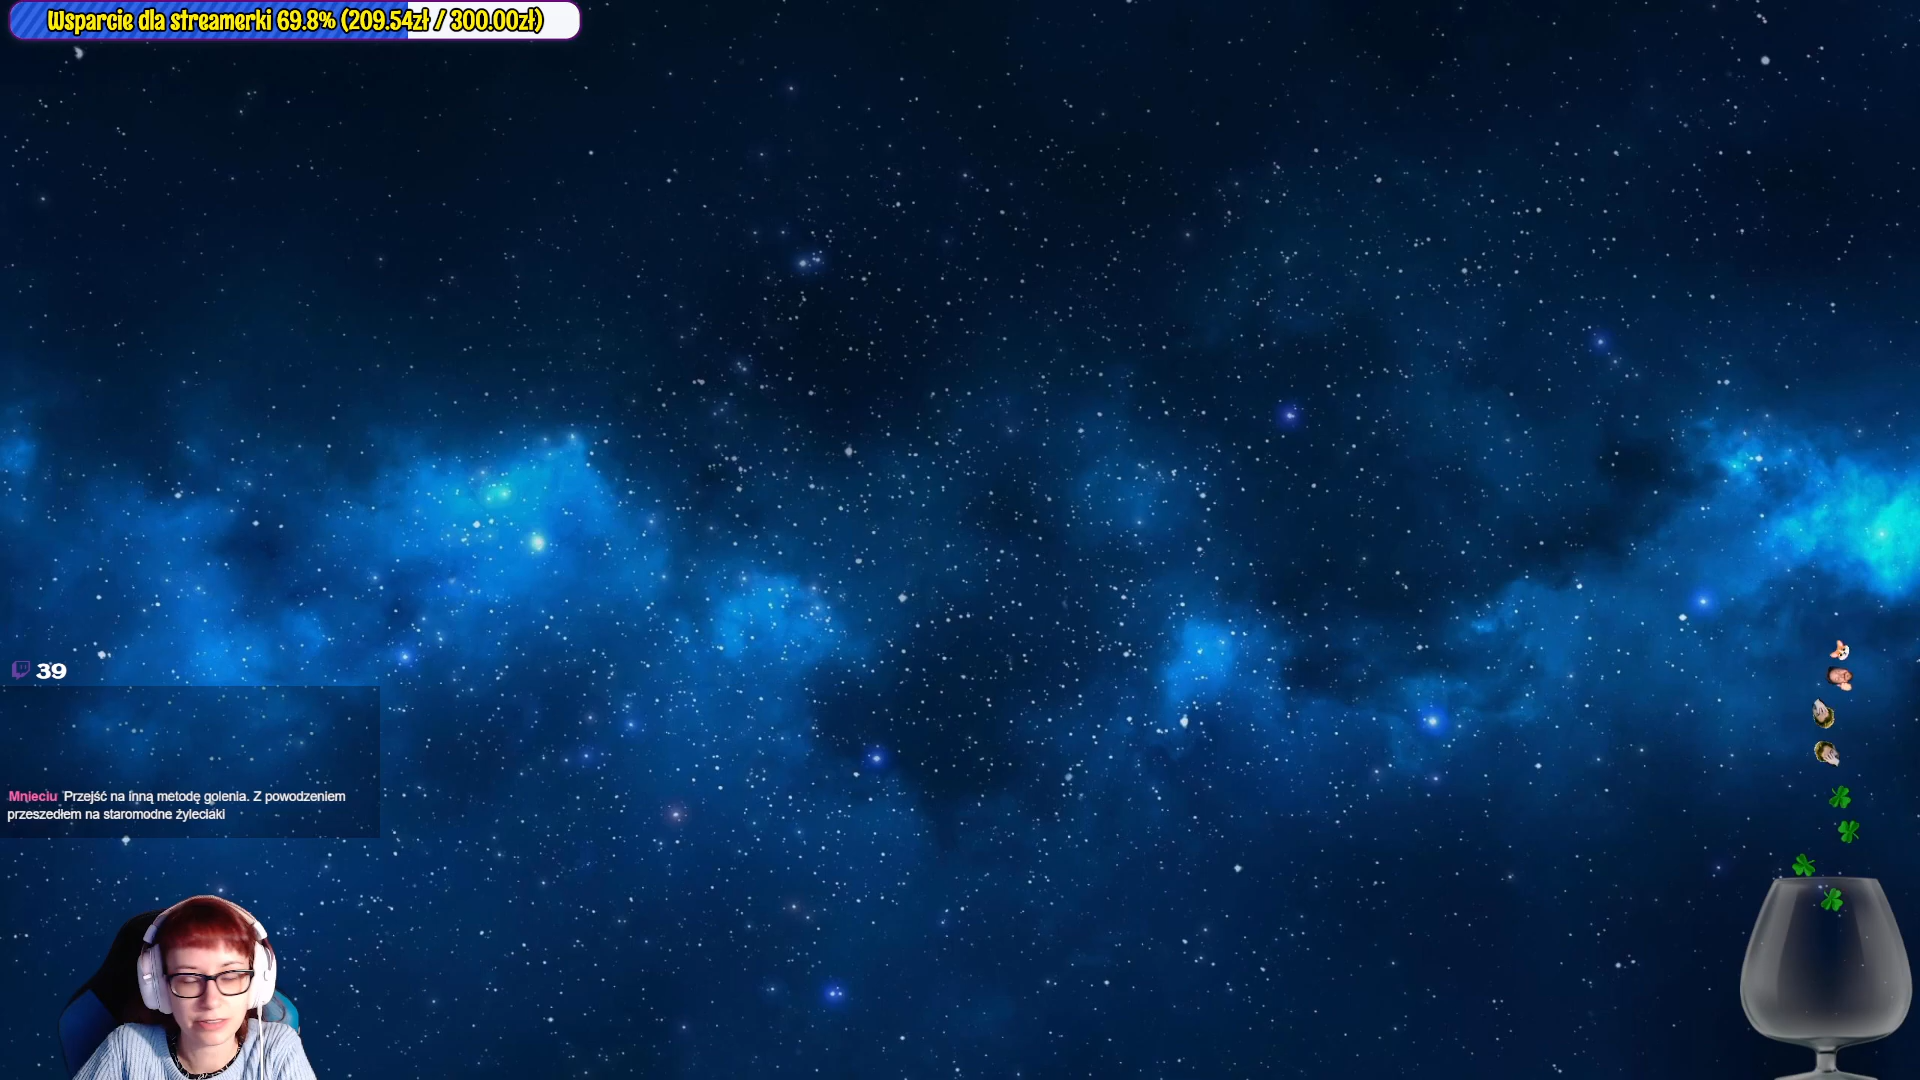 Wsparcie dla streamerki 69.8% (209.54zł / 300.00zł)
39
Mnieciu Przejść na inną metodę golenia. Z powodzeniem
przeszedłem na staromodne żyleciaki